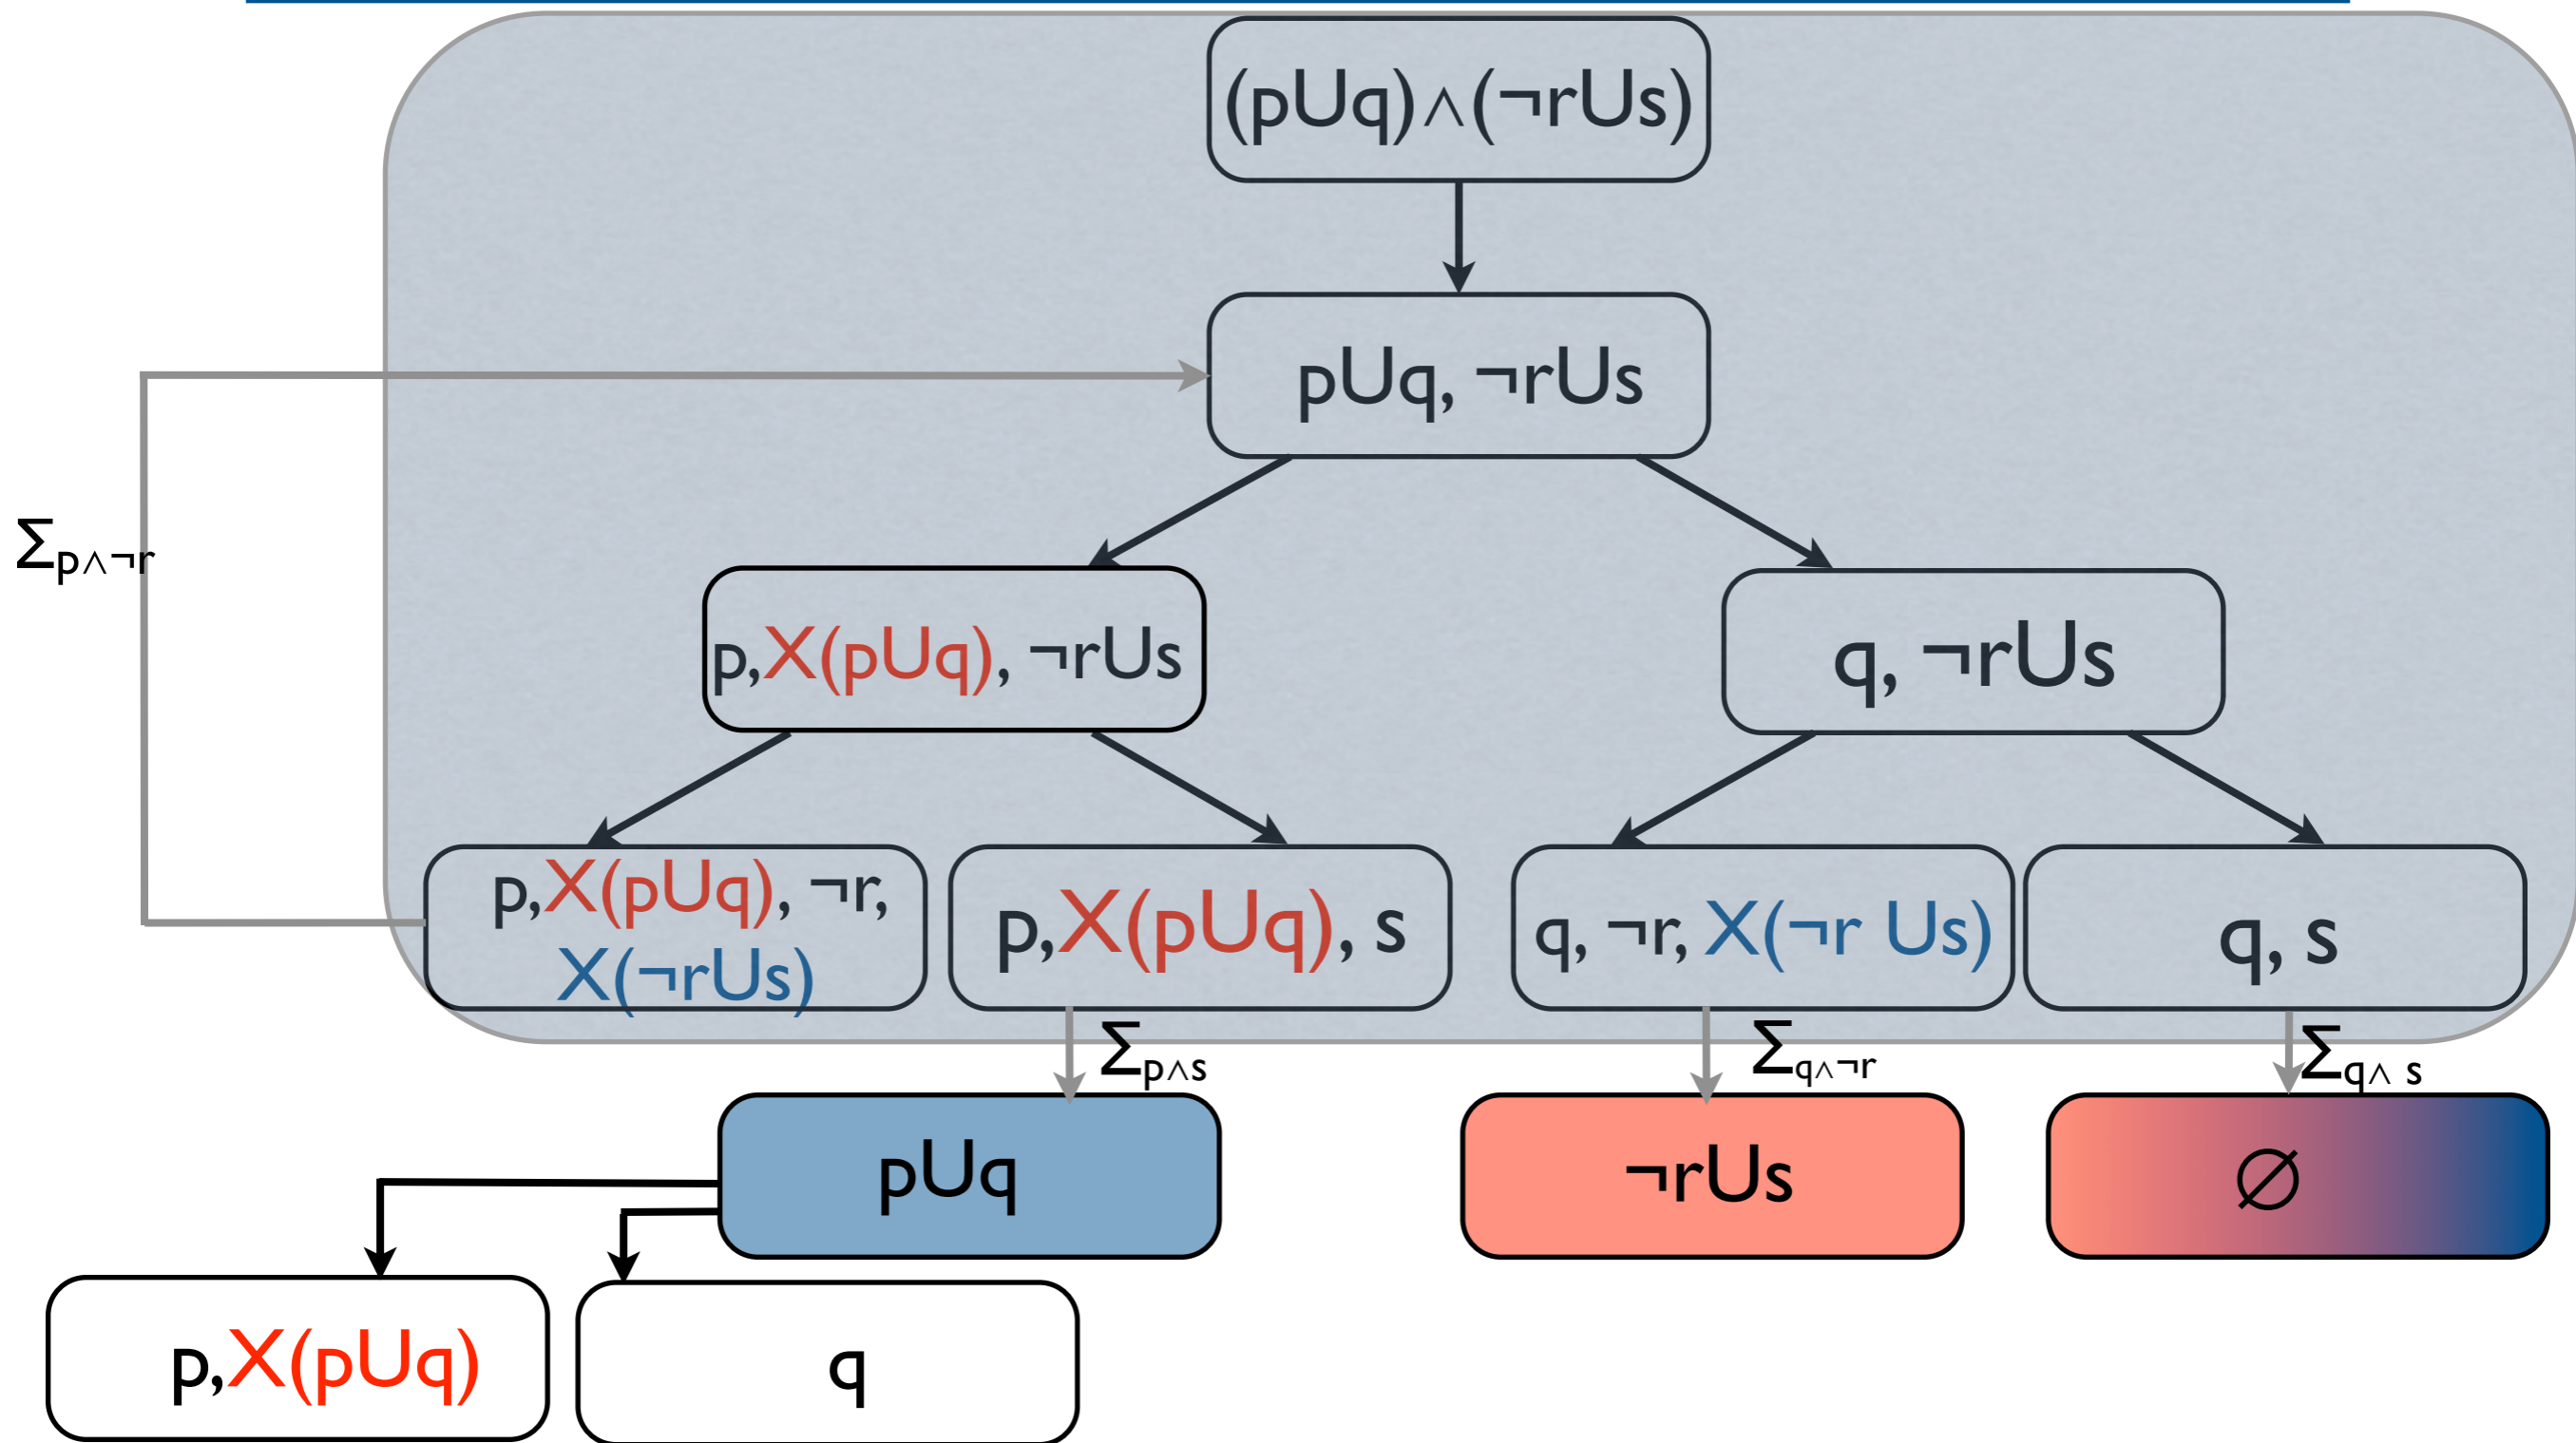 (pUq)∧(¬rUs)
pUq, ¬rUs
Σp∧¬r
p,X(pUq), ¬rUs
q, ¬rUs
p,X(pUq), ¬r,
X(¬rUs)
p,X(pUq), s
q, ¬r, X(¬r Us)
q, s
Σp∧s
Σq∧¬r
Σq∧ s
pUq
¬rUs
∅
p,X(pUq)
q